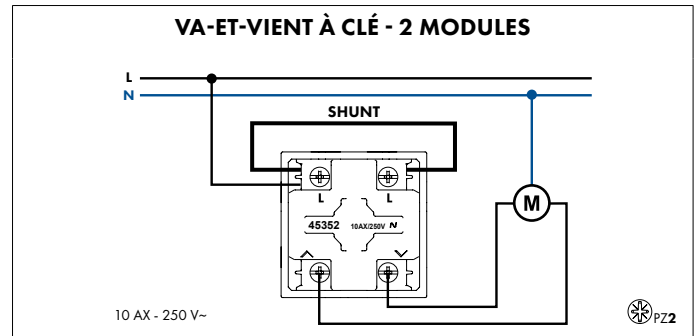 VA-ET-VIENT À CLÉ - 2 MODULES
L
N
SHUNT
L L
45352 10AX/250V N
M
10 AX - 250 V~
PZ2